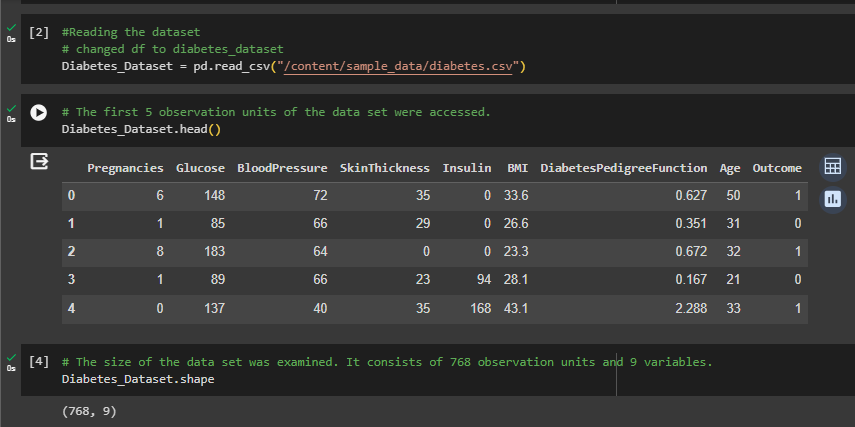 [2] #Reading the dataset
0s
# changed df to diabetes_dataset
Diabetes_Dataset = pd.read_csv("/content/sample_data/diabetes.csv")
# The first 5 observation units of the data set were accessed.
0s
Diabetes_Dataset.head()
Pregnancies Glucose BloodPressure SkinThickness Insulin BMI DiabetesPedigreeFunction Age Outcome
0 6 148 72 35 0 33.6 0.627 50 1
1 1 85 66 29 0 26.6 0.351 31 0
2 8 183 64 0 0 23.3 0.672 32 1
3 1 89 66 23 94 28.1 0.167 21 0
4 0 137 40 35 168 43.1 2.288 33 1
[4] # The size of the data set was examined. It consists of 768 observation units and 9 variables.
0s
Diabetes_Dataset.shape
(768, 9)